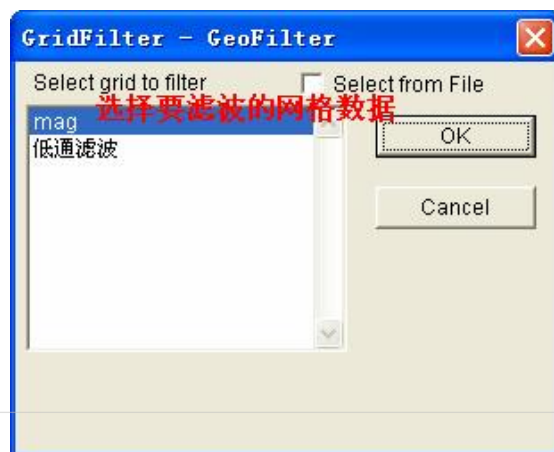 GridFilter - GeoFilter
Select grid to filter
Select from File
选择要滤波的网格数据
mag
低通滤波
OK
Cancel